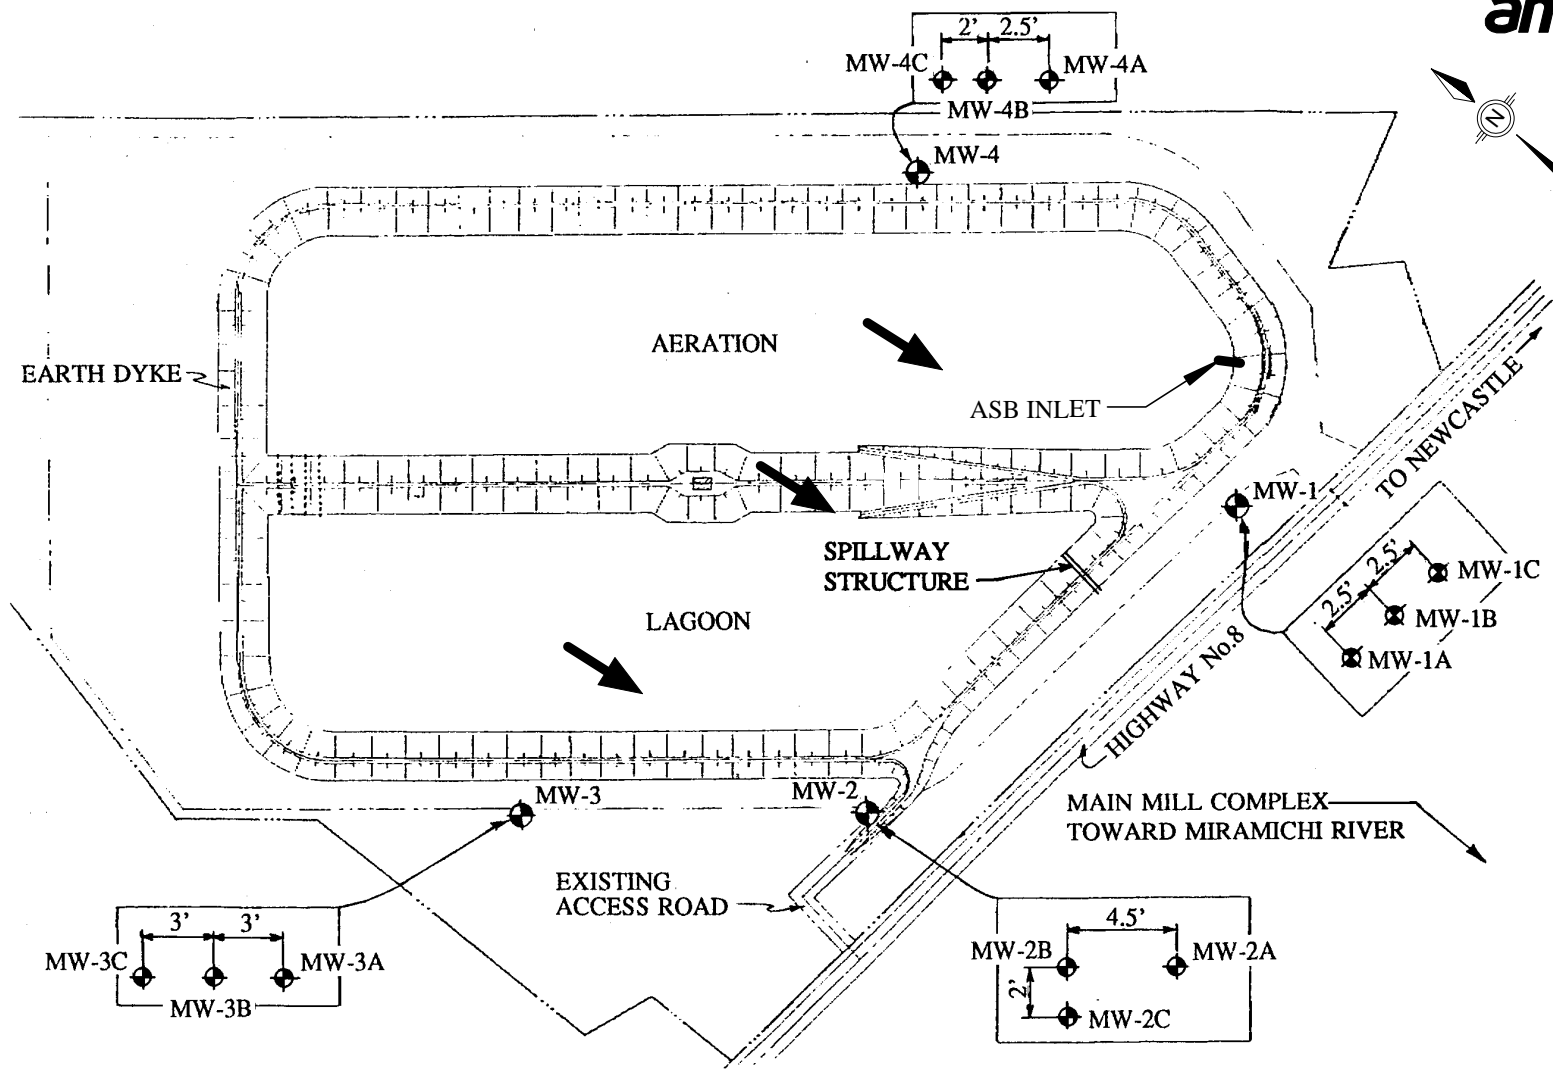 am
2' 2.5'
MW-4C MW-4A
MW-4B
N
MW-4
AERATION
EARTH DYKE
ASB INLET
TO NEWCASTLE
MW-1
SPILLWAY
STRUCTURE
2.5' 2.5'
MW-1C
MW-1B
MW-1A
LAGOON
HIGHWAY No.8
MW-3 MW-2
MAIN MILL COMPLEX
TOWARD MIRAMICHI RIVER
EXISTING
ACCESS ROAD
3' 3'
MW-3C MW-3A
MW-3B
4.5'
MW-2B MW-2A
2'
MW-2C